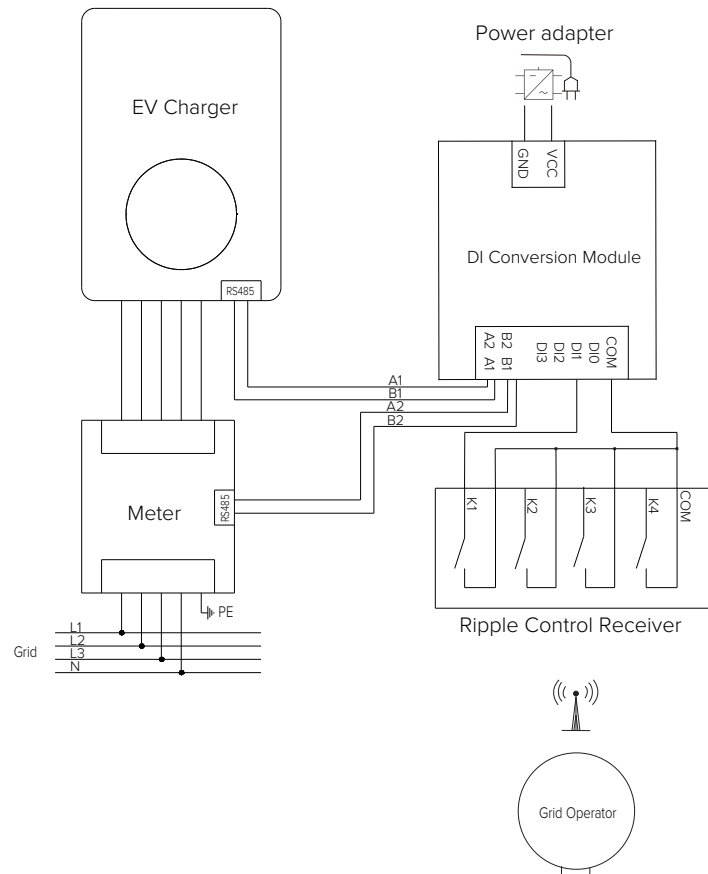 Power adapter
EV Charger
GND
VCC
DI Conversion Module
RS485
A2 B2 DI3 DI2 DI1 DI0 COM
A1 B1
A1
B1
A2
B2
Meter
RS485
K1
K2
K3
K4
COM
PE
Ripple Control Receiver
L1
L2
Grid
L3
N
Grid Operator